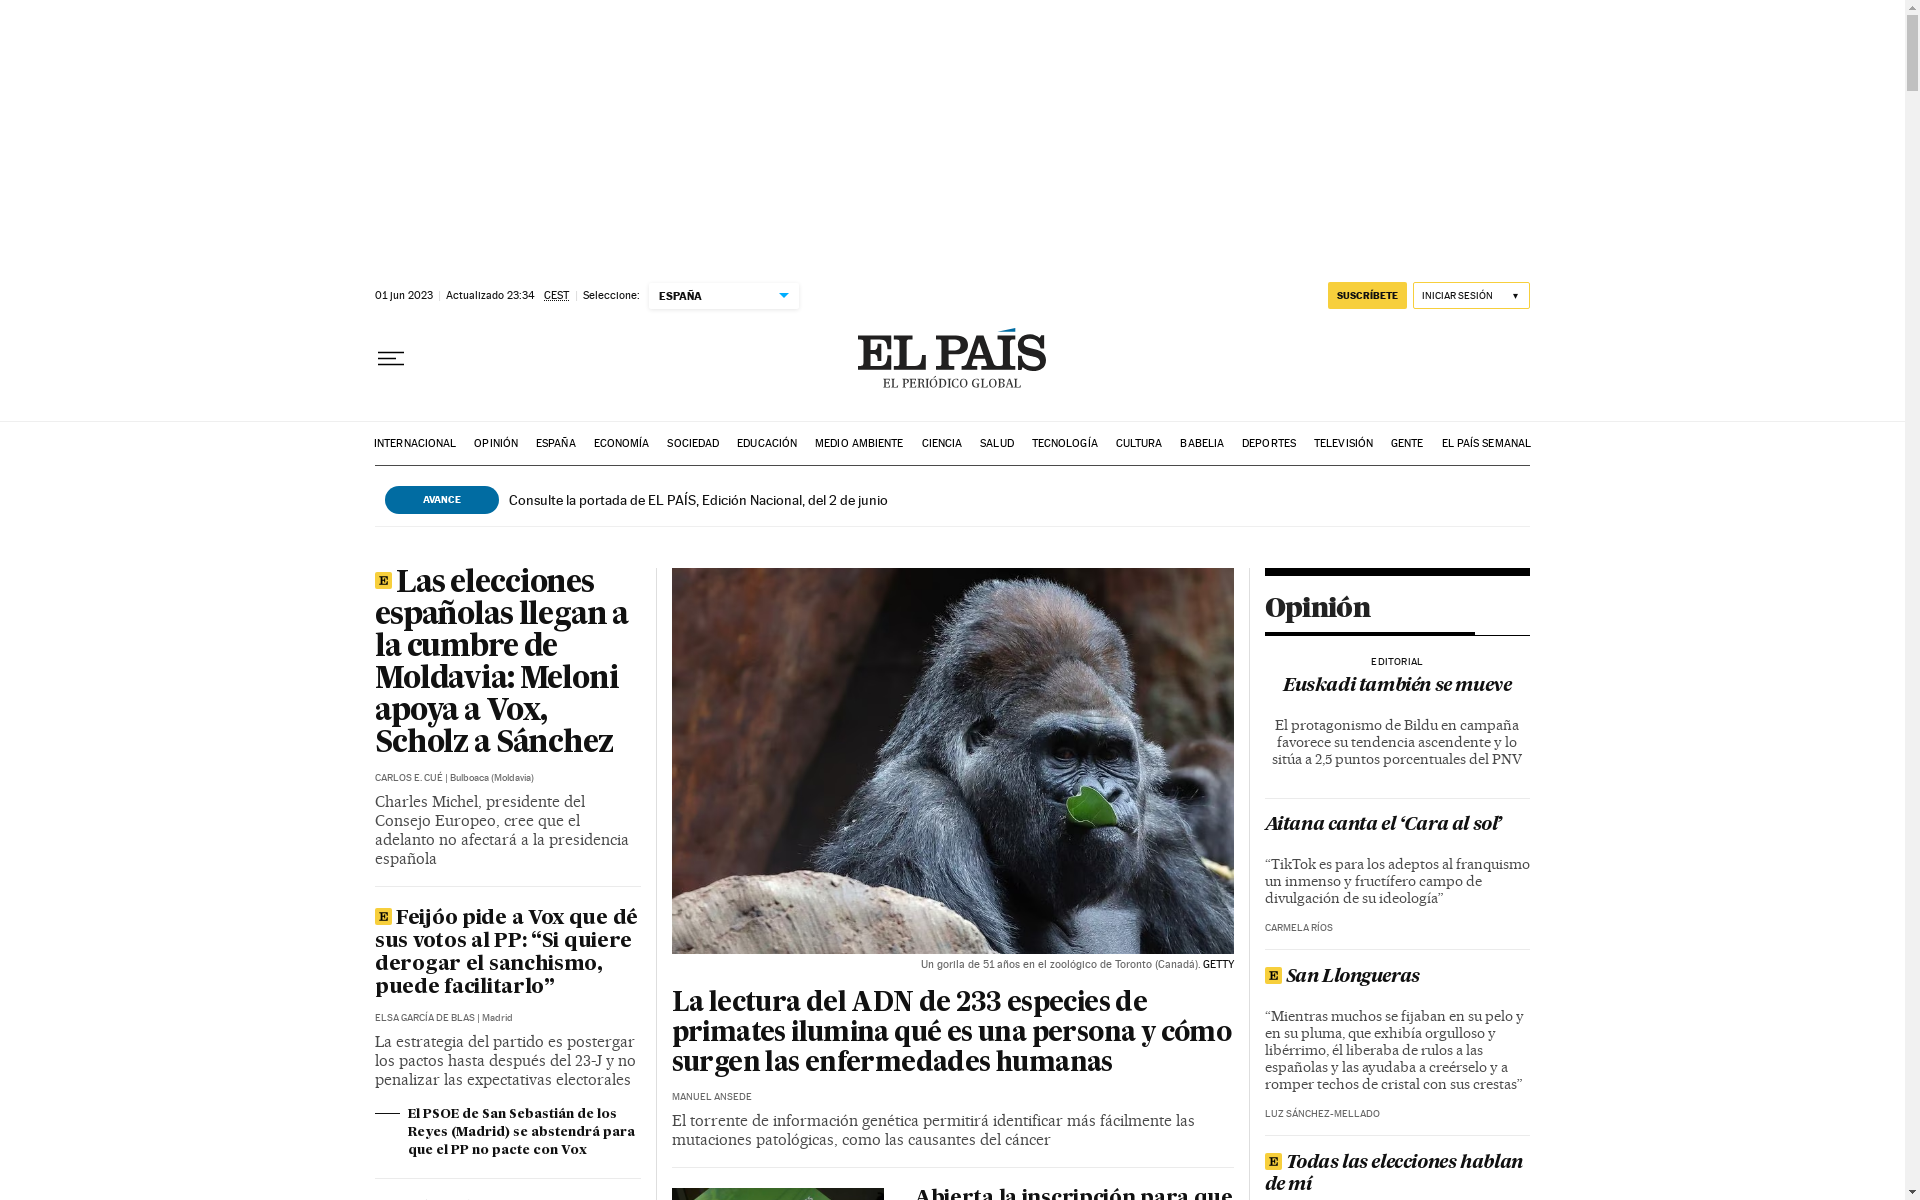 01 jun 2023
Actualizado 23:34 CEST
Seleccione:
ESPAÑA
SUSCRÍBETE
INICIAR SESIÓN
EL PAÍS
EL PERIÓDICO GLOBAL
INTERNACIONAL OPINIÓN ESPAÑA ECONOMÍA SOCIEDAD EDUCACIÓN MEDIO AMBIENTE CIENCIA SALUD TECNOLOGÍA CULTURA BABELIA DEPORTES TELEVISIÓN GENTE EL PAÍS SEMANAL
AVANCE
Consulte la portada de EL PAÍS, Edición Nacional, del 2 de junio
E Las elecciones
españolas llegan a
la cumbre de
Moldavia: Meloni
apoya a Vox,
Scholz a Sánchez
CARLOS E. CUÉ | Bulboaca (Moldavia)
Charles Michel, presidente del
Consejo Europeo, cree que el
adelanto no afectará a la presidencia
española
E Feijóo pide a Vox que dé
sus votos al PP: “Si quiere
derogar el sanchismo,
puede facilitarlo”
ELSA GARCÍA DE BLAS | Madrid
La estrategia del partido es postergar
los pactos hasta después del 23-J y no
penalizar las expectativas electorales
El PSOE de San Sebastián de los
Reyes (Madrid) se abstendrá para
que el PP no pacte con Vox
Un gorila de 51 años en el zoológico de Toronto (Canadá). GETTY
La lectura del ADN de 233 especies de
primates ilumina qué es una persona y cómo
surgen las enfermedades humanas
MANUEL ANSEDE
El torrente de información genética permitirá identificar más fácilmente las
mutaciones patológicas, como las causantes del cáncer
Abierta la inscripción para que
Opinión
EDITORIAL
Euskadi también se mueve
El protagonismo de Bildu en campaña
favorece su tendencia ascendente y lo
sitúa a 2,5 puntos porcentuales del PNV
Aitana canta el ‘Cara al sol’
“TikTok es para los adeptos al franquismo
un inmenso y fructífero campo de
divulgación de su ideología”
CARMELA RÍOS
E San Llongueras
“Mientras muchos se fijaban en su pelo y
en su pluma, que exhibía orgulloso y
libérrimo, él liberaba de rulos a las
españolas y las ayudaba a creérselo y a
romper techos de cristal con sus crestas”
LUZ SÁNCHEZ-MELLADO
E Todas las elecciones hablan
de mí